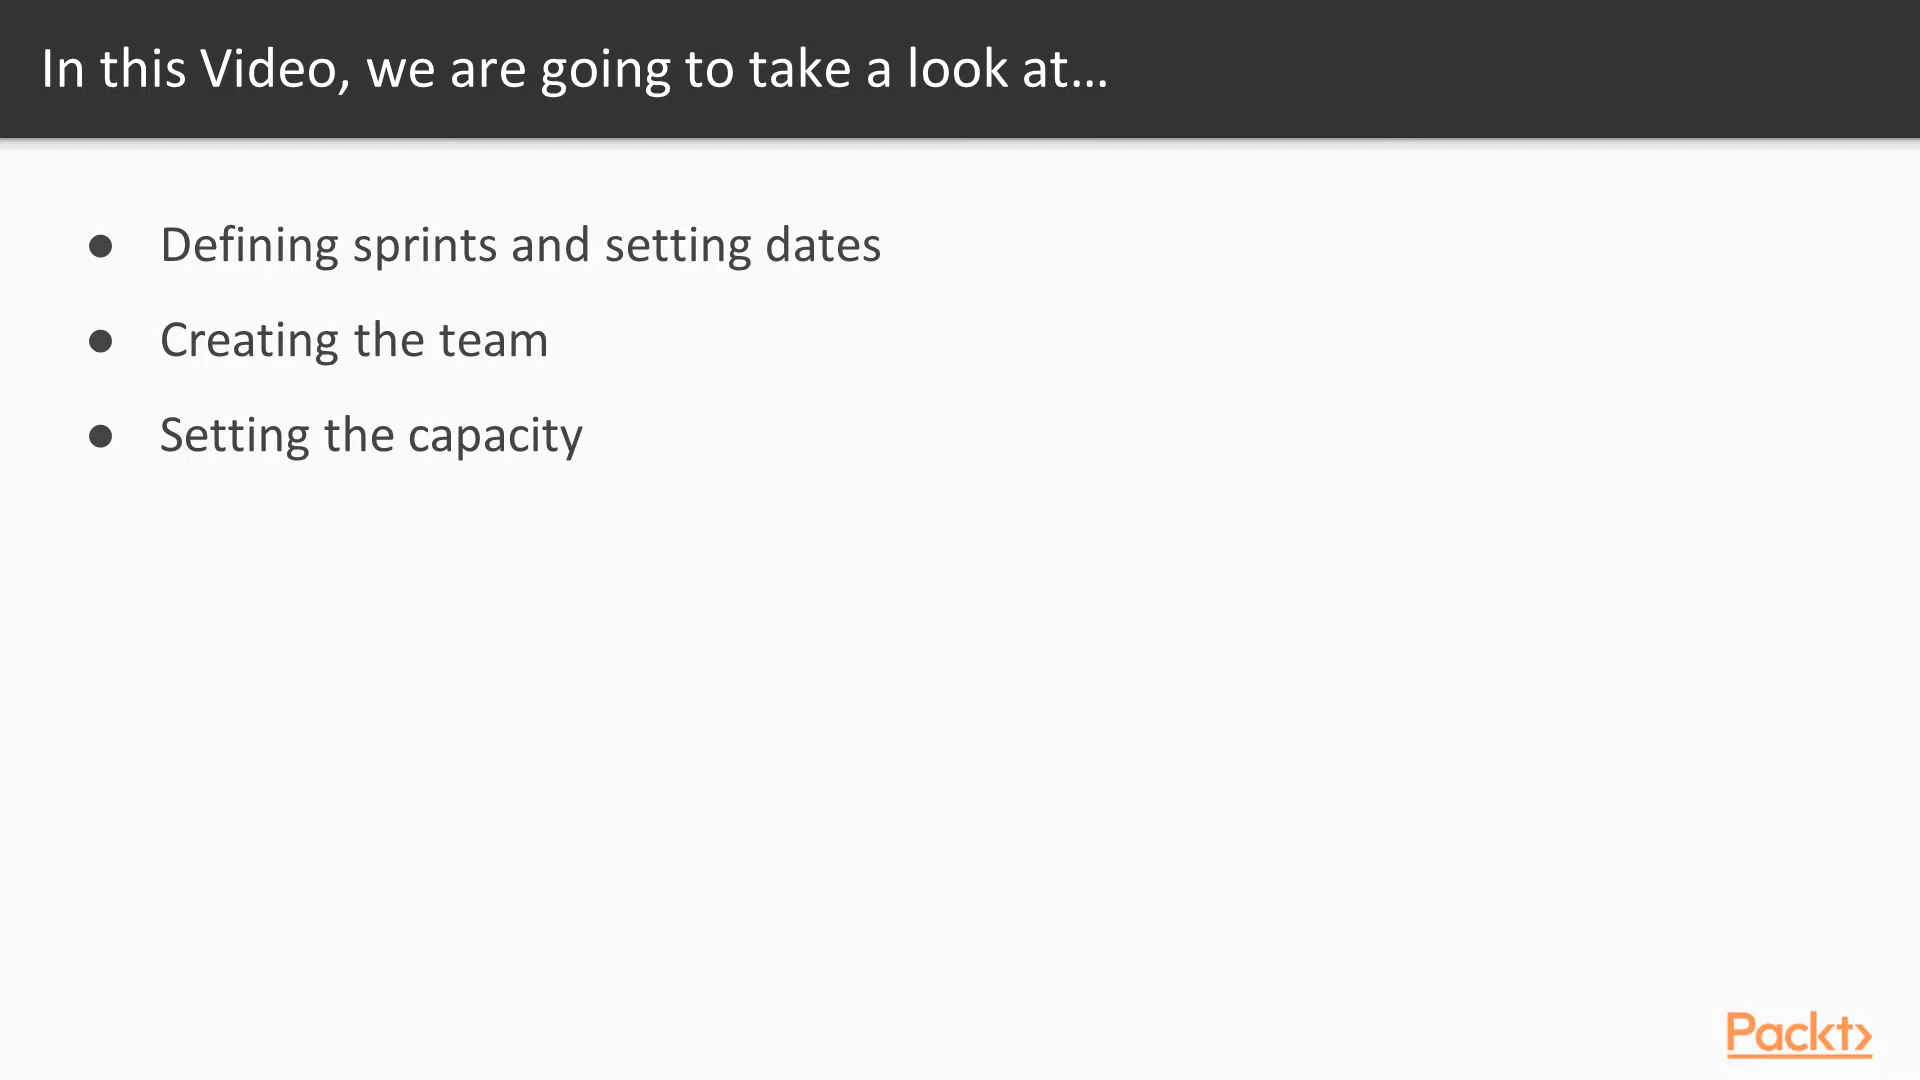 In this Video, we are going to take a look at...
● Defining sprints and setting dates
● Creating the team
● Setting the capacity
Packt>